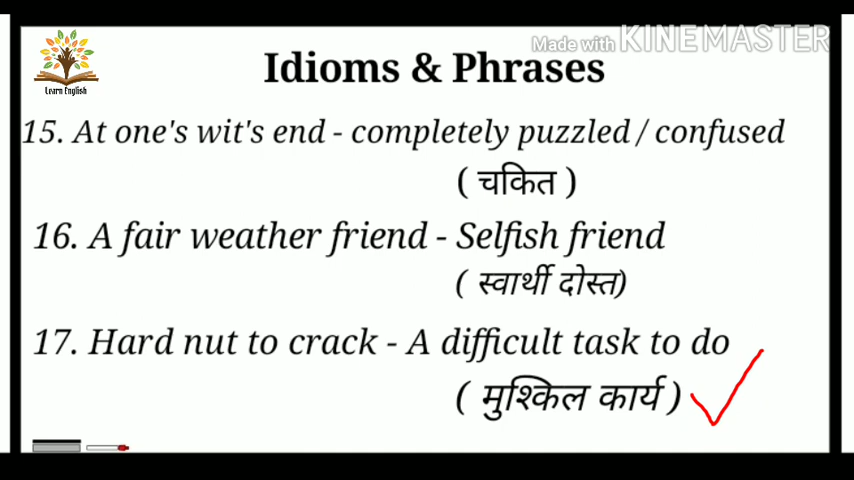 Made with KINEMASTER
Learn English
Idioms & Phrases
15. At one's wit's end - completely puzzled / confused
( चकित )
16. A fair weather friend - Selfish friend
( स्वार्थी दोस्त)
17. Hard nut to crack - A difficult task to do
( मुश्किल कार्य )